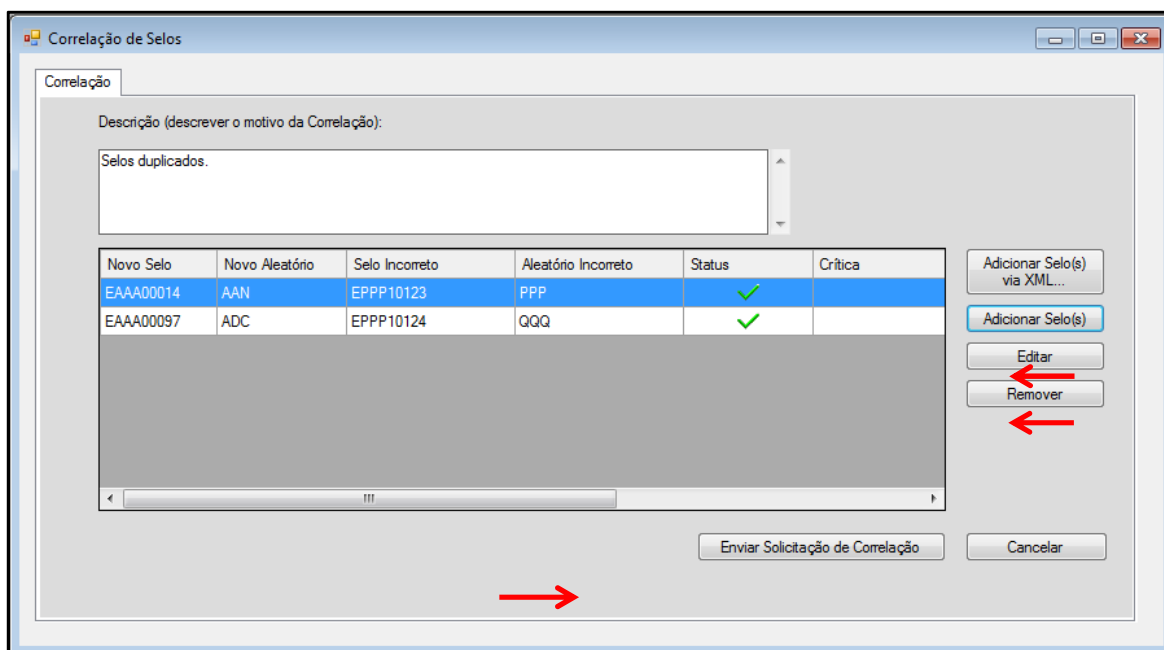 Correlação de Selos
Correlação
Descrição (descrever o motivo da Correlação):
Selos duplicados.
Novo Selo Novo Aleatório Selo Incorreto Aleatório Incorreto Status Crítica
EAAA00014 AAN EPPP10123 PPP
EAAA00097 ADC EPPP10124 QQQ
Adicionar Selo(s)
via XML...
Adicionar Selo(s)
Editar
Remover
Enviar Solicitação de Correlação Cancelar